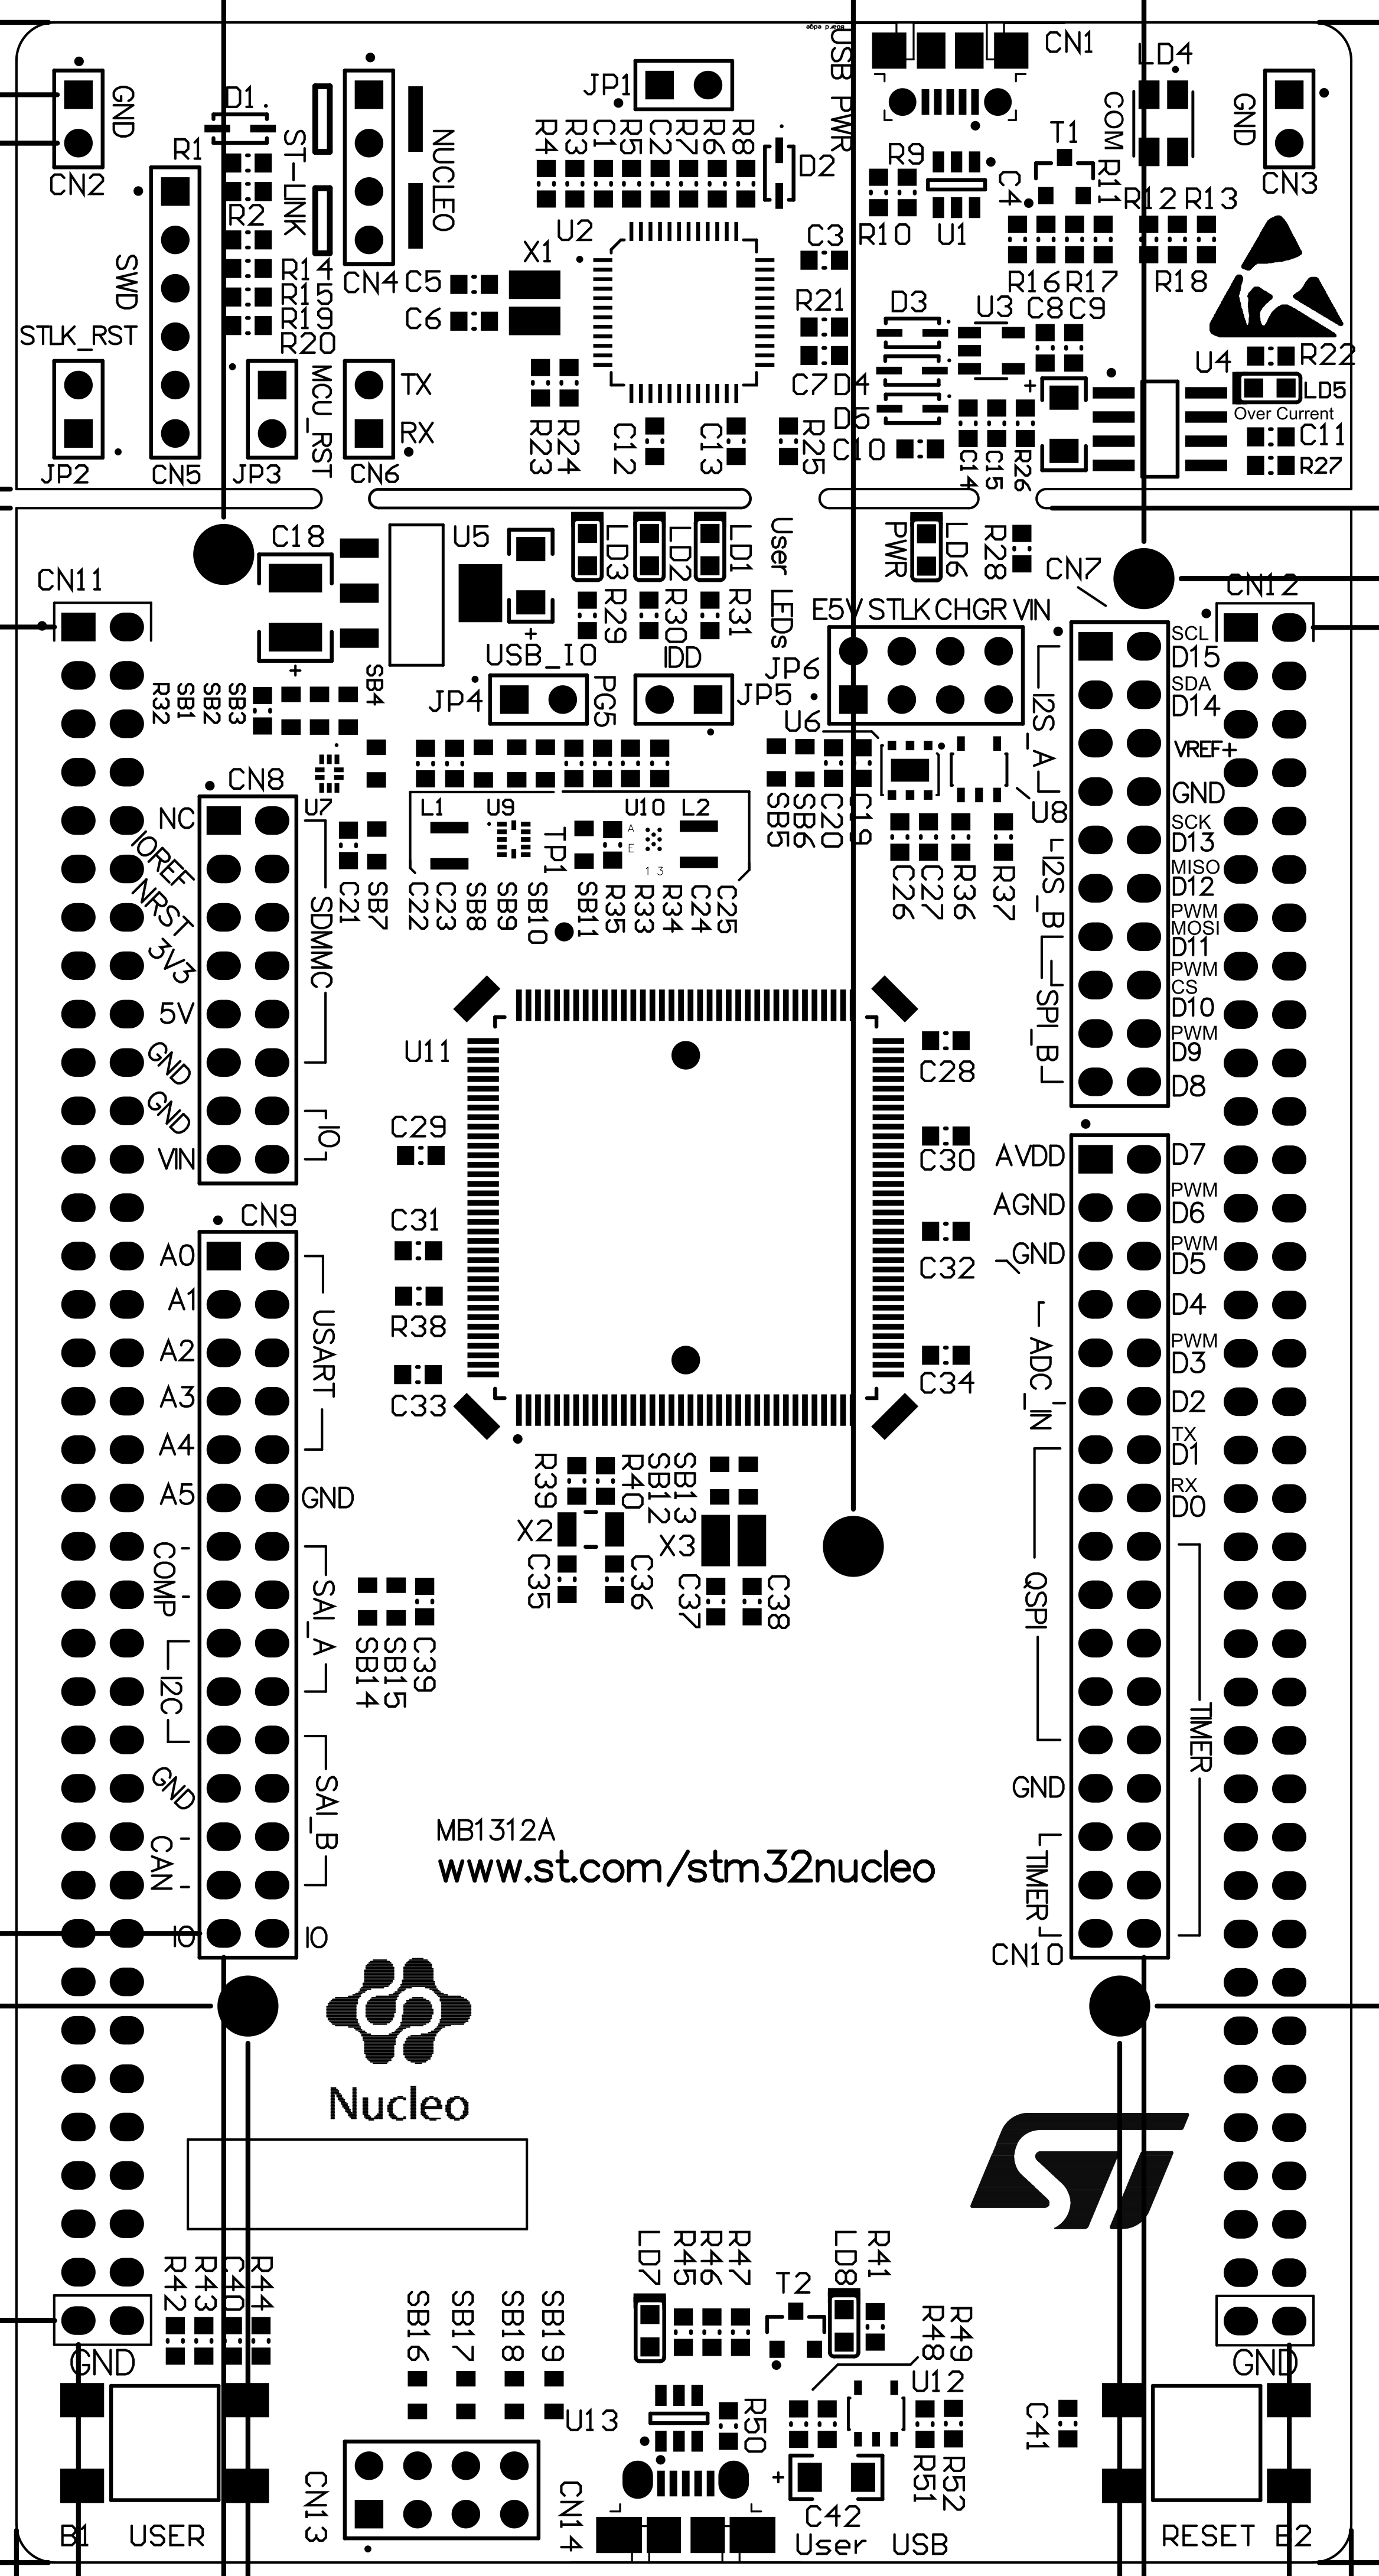 board edge
USB PWR
CN1
LD4
JP1
GND
D1
ST-LINK
NUCLEO
R4
R3
C1
R5
C2
R7
R6
R8
D2
R9
C4
T1
COM
R11
GND
CN2
R1
R2
CN3
R12
R13
U2
X1
C3
R10
U1
R14
CN4
C5
R16
R17
R18
SWD
R15
R19
R20
C6
R21
D3
U3
C8
C9
STLK_RST
MCU_RST
TX
RX
C7
D4
D5
C10
U4
R22
LD5
Over Current
C11
R27
JP2
CN5
JP3
CN6
R23
R24
C12
C13
R25
C14
C15
R26
C18
U5
LD3
LD2
LD1
User LEDs
PWR
LD6
R28
CN7
CN11
CN12
R29
R30
R31
E5V
STLK
CHGR
VIN
USB_IO
IDD
JP6
SCL
D15
R32
SB1
SB2
SB3
SB4
JP4
PG5
JP5
U6
I2S_A
SDA
D14
VREF+
CN8
U7
L1
U9
U10
L2
SB5
SB6
C20
C19
U8
GND
NC
TP1
A
E
1 3
SCK
D13
IOREF
C21
SB7
C22
C23
SB8
SB9
SB10
SB11
R35
R33
R34
C24
C25
C26
C27
R36
R37
I2S_B
MISO
D12
NRST
SDMMC
PWM
MOSI
D11
3V3
PWM
CS
D10
5V
SPI_B
PWM
D9
GND
U11
C28
D8
GND
IO
C29
C30
VIN
AVDD
D7
AGND
PWM
D6
CN9
C31
C32
A0
GND
PWM
D5
A1
USART
R38
ADC_IN
D4
A2
PWM
D3
A3
C33
C34
D2
A4
TX
D1
A5
GND
R39
R40
SB12
SB13
RX
D0
X2
X3
-
COMP
-
SAI_A
C35
C36
C37
C38
QSPI
I2C
SB14
SB15
C39
TIMER
GND
SAI_B
GND
MB1312A
-
CAN
-
www.st.com/stm32nucleo
TIMER
IO
IO
CN10
Nucleo
ST
R42
R43
C40
R44
LD7
R45
R46
R47
T2
LD8
R41
SB16
SB17
SB18
SB19
R48
R49
GND
GND
U13
R50
U12
C41
CN13
CN14
R51
R52
C42
B1
USER
User
USB
RESET
B2